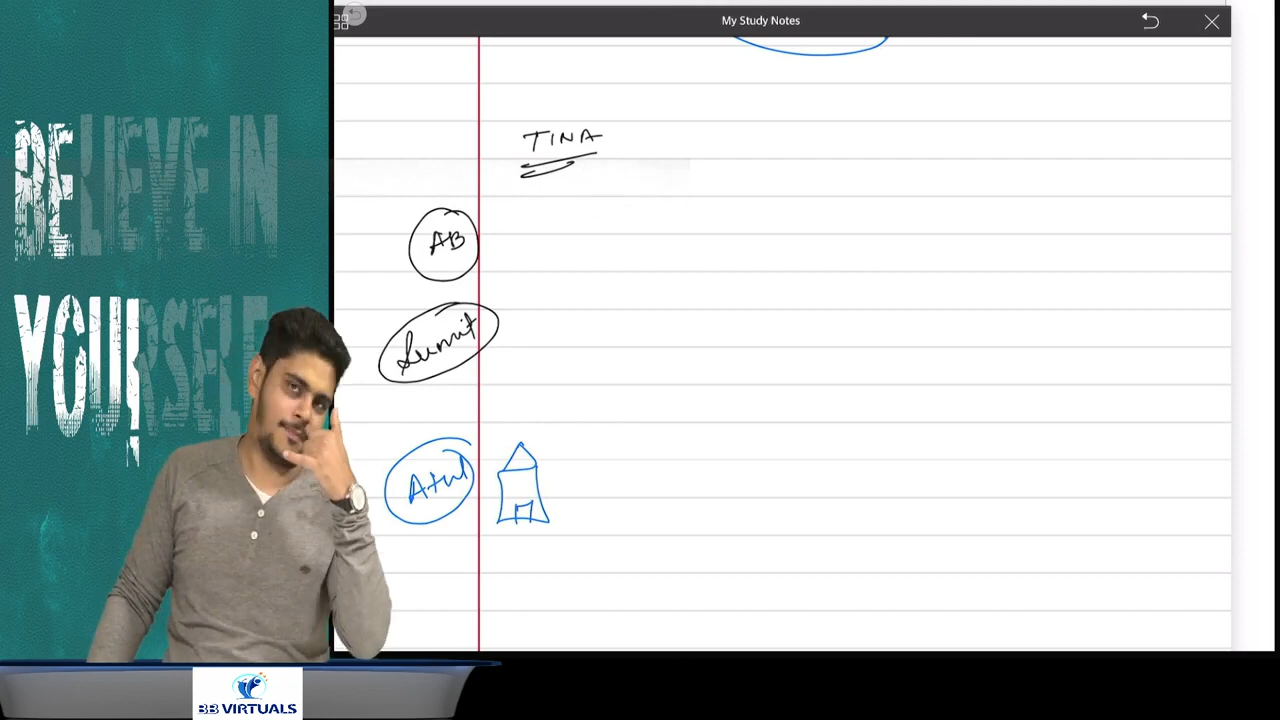 My Study Notes
BELIEVE IN
YOURSELF
TINA
AB
Sumit
Atul
BB VIRTUALS